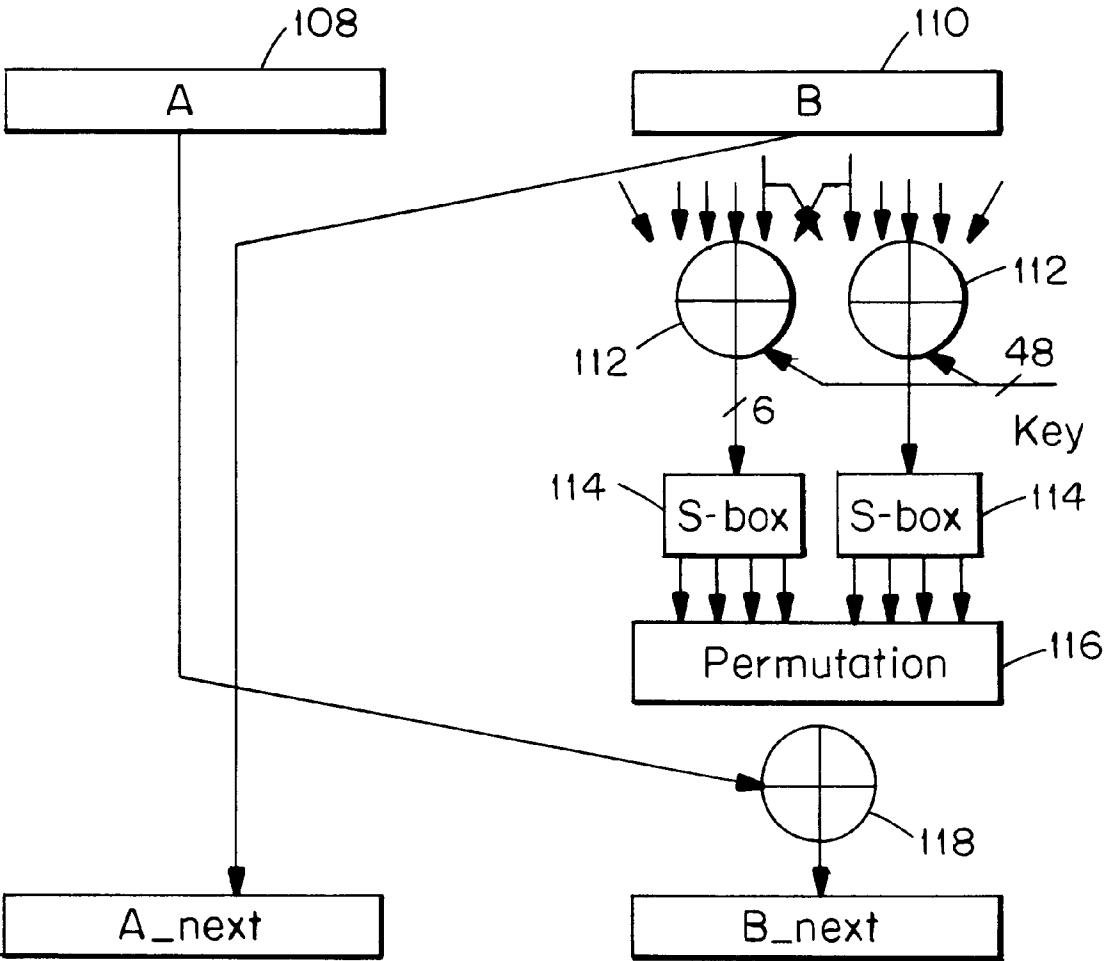 108
110
A
B
112
112
48
6
Key
114
S-box
S-box
114
Permutation
116
118
A_next
B_next